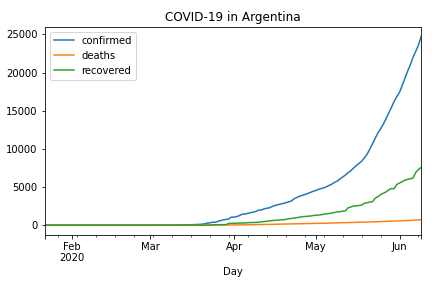 COVID-19 in Argentina
confirmed
deaths
recovered
25000
20000
15000
10000
5000
0
Feb Mar Apr May Jun
2020
Day